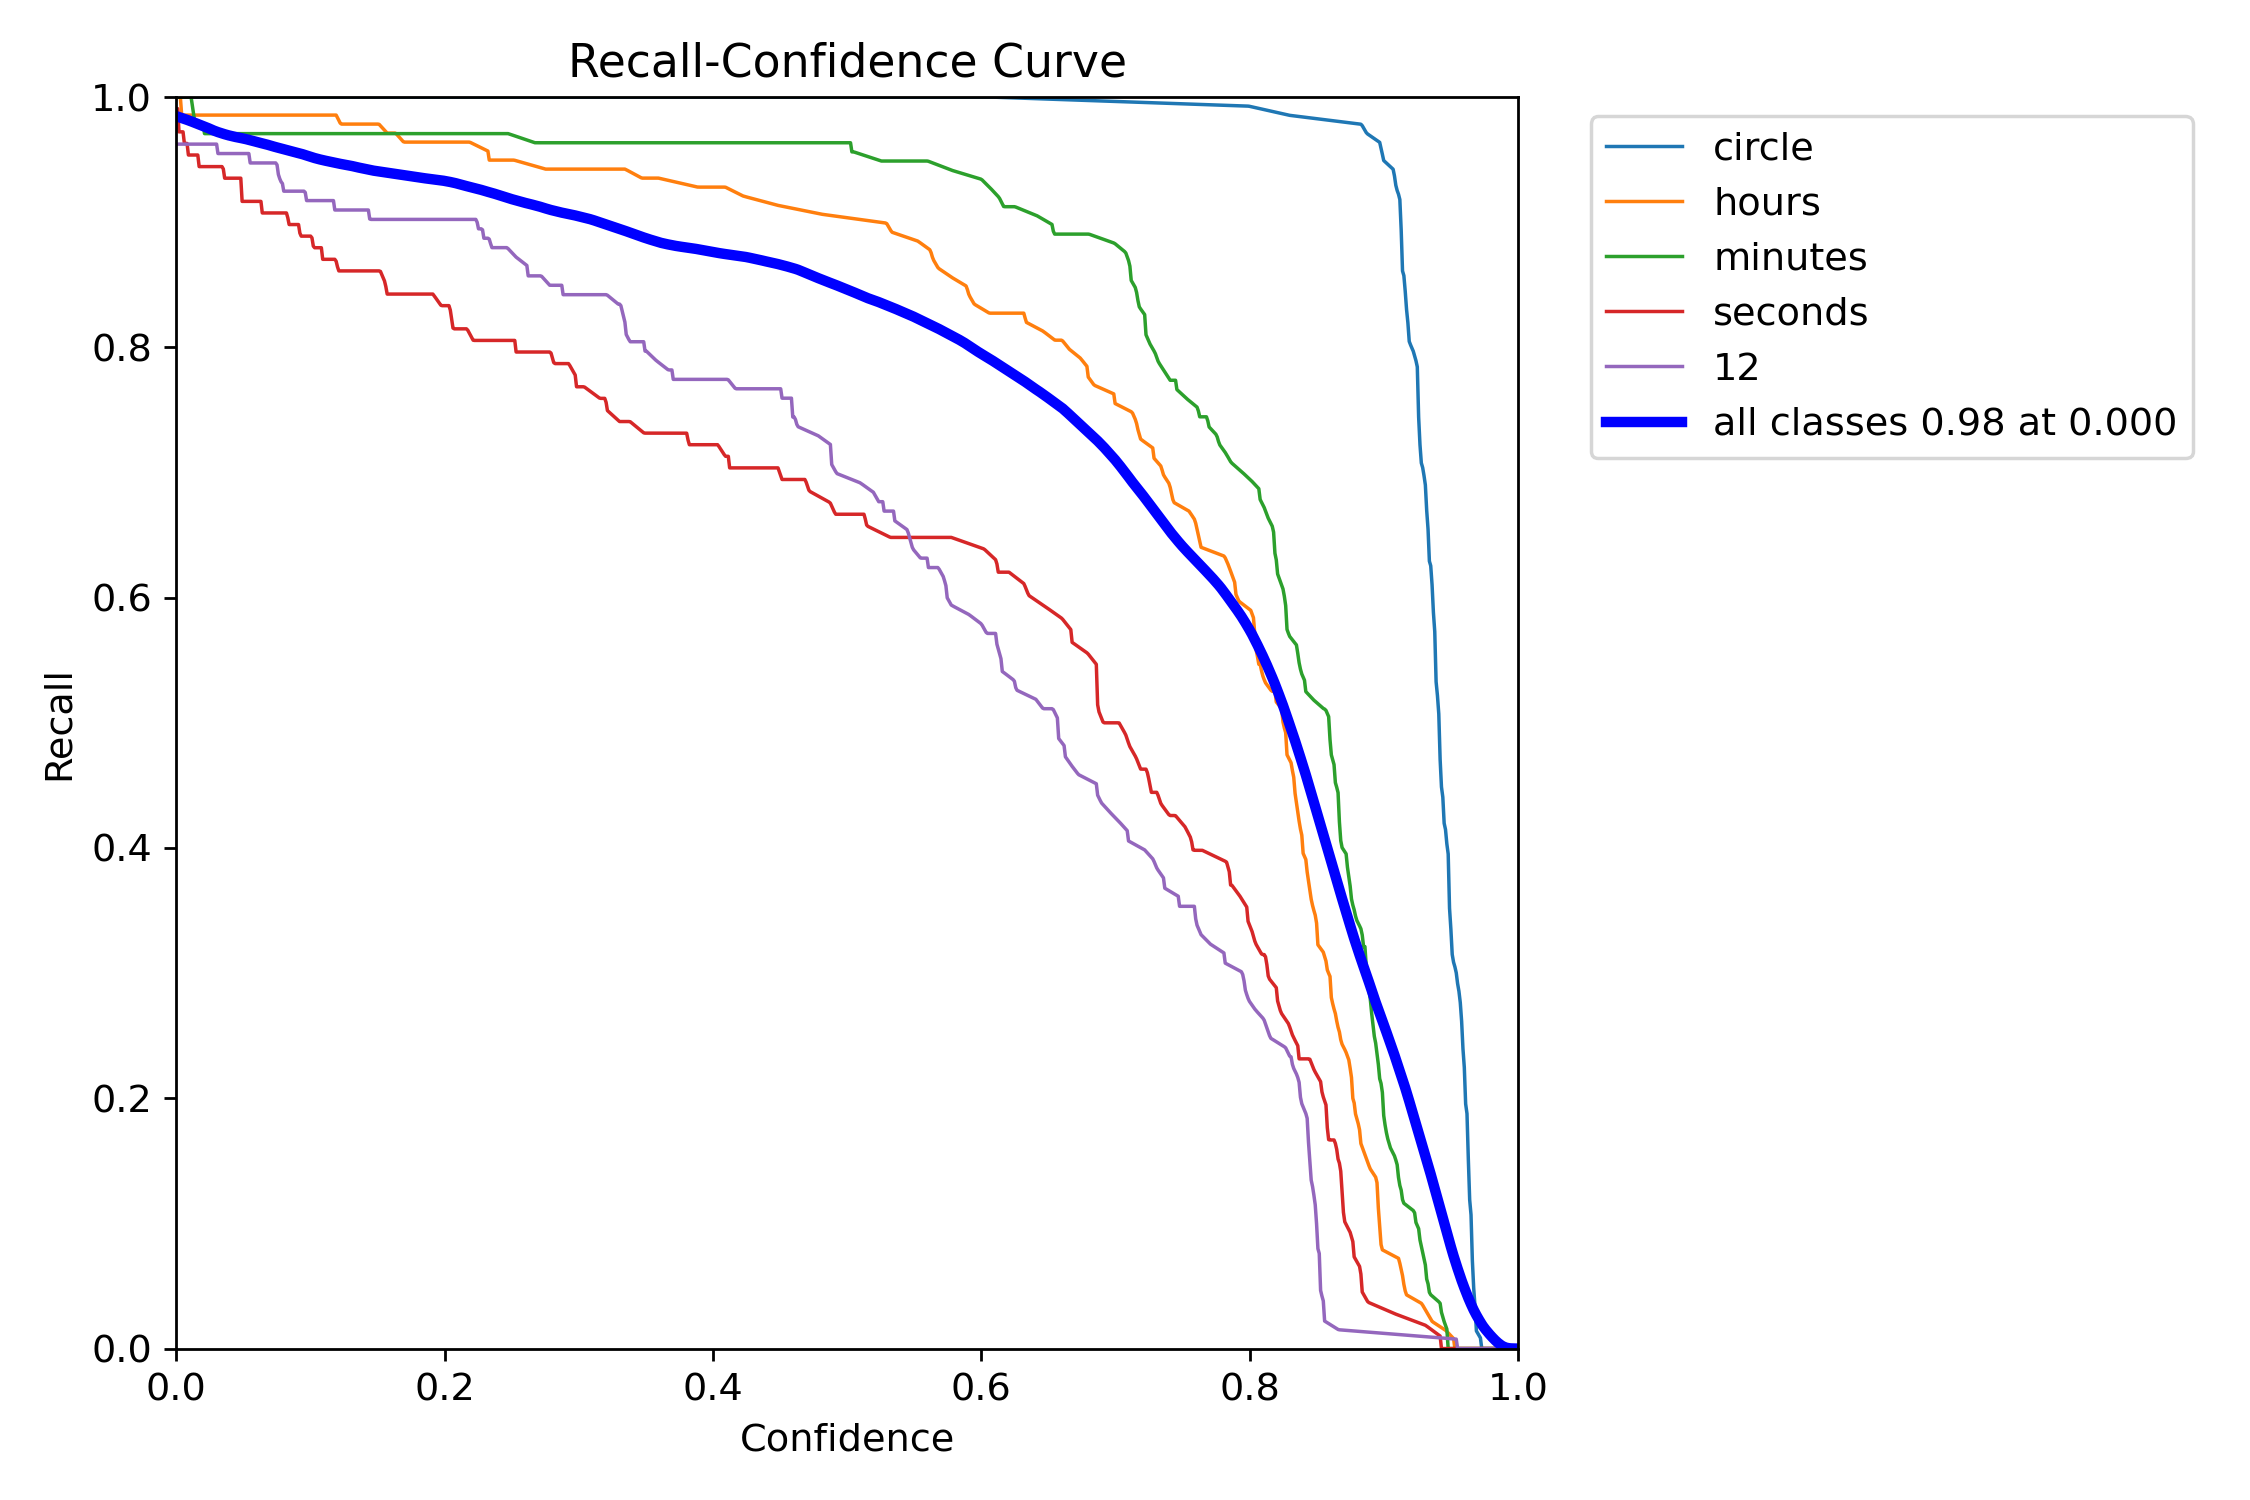 Recall-Confidence Curve
1.0
0.8
0.6
0.4
0.2
0.0
Recall
0.0 0.2 0.4 0.6 0.8 1.0
Confidence
circle
hours
minutes
seconds
12
all classes 0.98 at 0.000